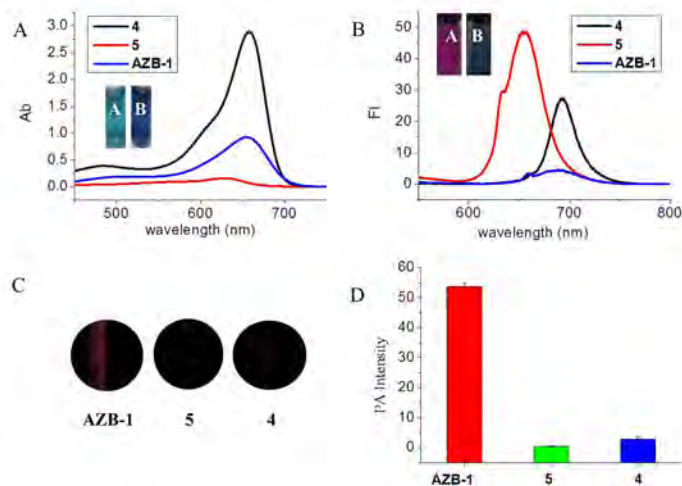 A
3.0
2.5
2.0
1.5
1.0
0.5
0.0
Ab
4
5
AZB-1
A B
500 600 700
wavelength (nm)
B
50
40
30
20
10
0
FI
A B
4
5
AZB-1
600 700 800
wavelength (nm)
C
AZB-1 5 4
D
60
50
40
30
20
10
0
PA Intensity
AZB-1 5 4